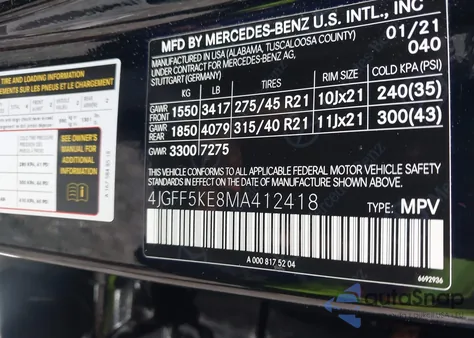 MFD BY MERCEDES-BENZ U.S. INTL., INC
MANUFACTURED IN USA (ALABAMA, TUSCALOOSA COUNTY) 01/21
UNDER CONTRACT FOR MERCEDES-BENZ AG, 040
STUTTGART (GERMANY)
KG LB TIRES RIM SIZE COLD KPA (PSI)
GAWR FRONT 1550 3417 275/45 R21 10Jx21 240(35)
GAWR REAR 1850 4079 315/40 R21 11Jx21 300(43)
GVWR 3300 7275
THIS VEHICLE CONFORMS TO ALL APPLICABLE FEDERAL MOTOR VEHICLE SAFETY
STANDARDS IN EFFECT ON THE DATE OF MANUFACTURE SHOWN ABOVE.
4JGFF5KE8MA412418 TYPE: MPV
A 000 817 52 04
6692936
TIRE AND LOADING INFORMATION
SEE OWNER'S
MANUAL FOR
ADDITIONAL
INFORMATION
autoSnap